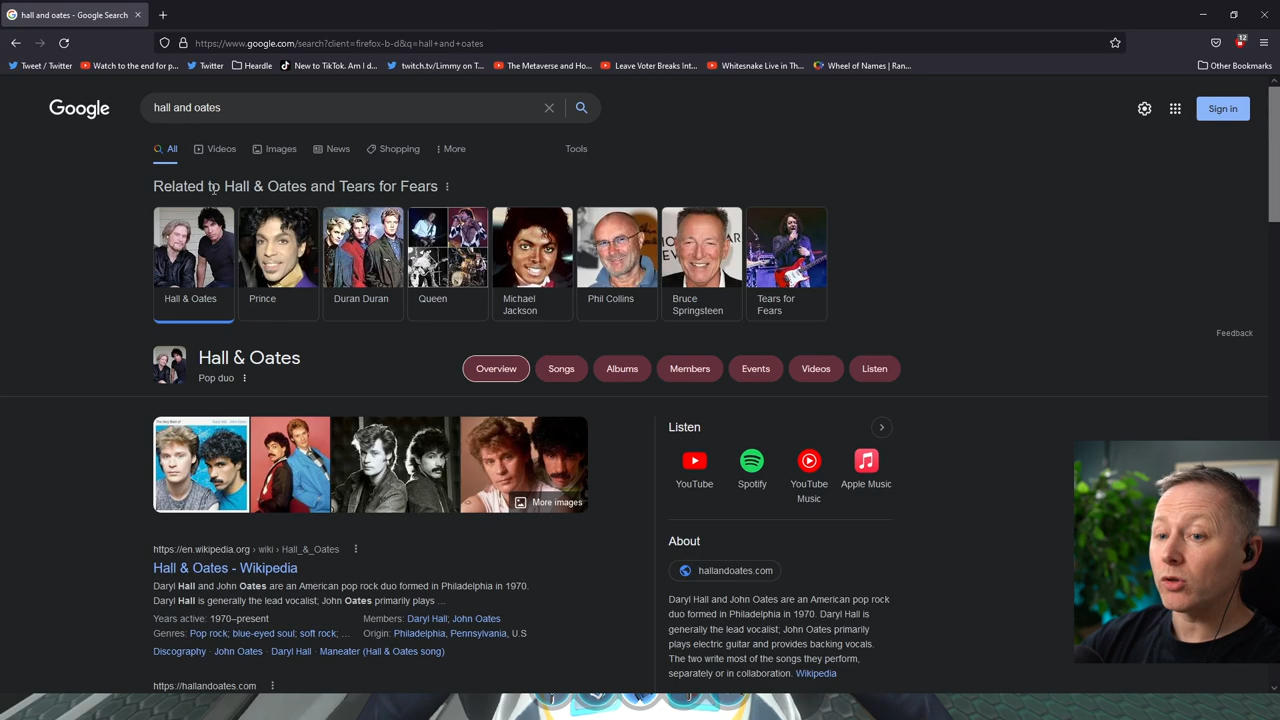 hall and oates - Google Search
https://www.google.com/search?client=firefox-b-d&q=hall+and+oates
12
Tweet / Twitter
Watch to the end for p...
Twitter
Heardle
New to TikTok. Am I d...
twitch.tv/Limmy on T...
The Metaverse and Ho...
Leave Voter Breaks Int...
Whitesnake Live in Th...
Wheel of Names | Ran...
Other Bookmarks
Google
hall and oates
Sign in
All
Videos
Images
News
Shopping
More
Tools
Related to Hall & Oates and Tears for Fears
Hall & Oates
Prince
Duran Duran
Queen
Michael
Jackson
Phil Collins
Bruce
Springsteen
Tears for
Fears
Feedback
Hall & Oates
Pop duo
Overview
Songs
Albums
Members
Events
Videos
Listen
More images
https://en.wikipedia.org › wiki › Hall_&_Oates
Hall & Oates - Wikipedia
Daryl Hall and John Oates are an American pop rock duo formed in Philadelphia in 1970.
Daryl Hall is generally the lead vocalist; John Oates primarily plays ...
Years active: 1970–present
Members: Daryl Hall; John Oates
Genres: Pop rock; blue-eyed soul; soft rock; ...
Origin: Philadelphia, Pennsylvania, U.S
Discography · John Oates · Daryl Hall · Maneater (Hall & Oates song)
https://hallandoates.com
Listen
YouTube
Spotify
YouTube
Music
Apple Music
About
hallandoates.com
Daryl Hall and John Oates are an American pop rock
duo formed in Philadelphia in 1970. Daryl Hall is
generally the lead vocalist; John Oates primarily
plays electric guitar and provides backing vocals.
The two write most of the songs they perform,
separately or in collaboration. Wikipedia